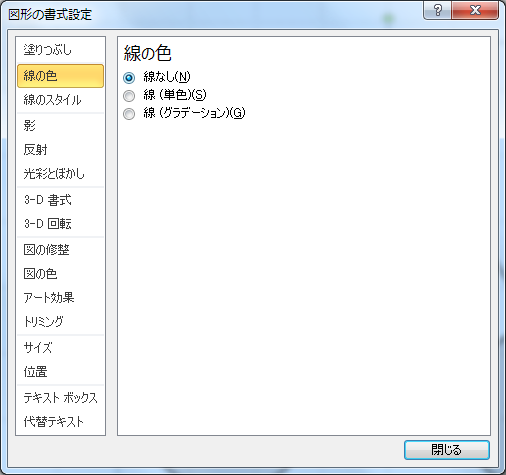 図形の書式設定
塗りつぶし
線の色
線のスタイル
影
反射
光彩とぼかし
3-D 書式
3-D 回転
図の修整
図の色
アート効果
トリミング
サイズ
位置
テキスト ボックス
代替テキスト
線の色
線なし(N)
線 (単色)(S)
線 (グラデーション)(G)
閉じる